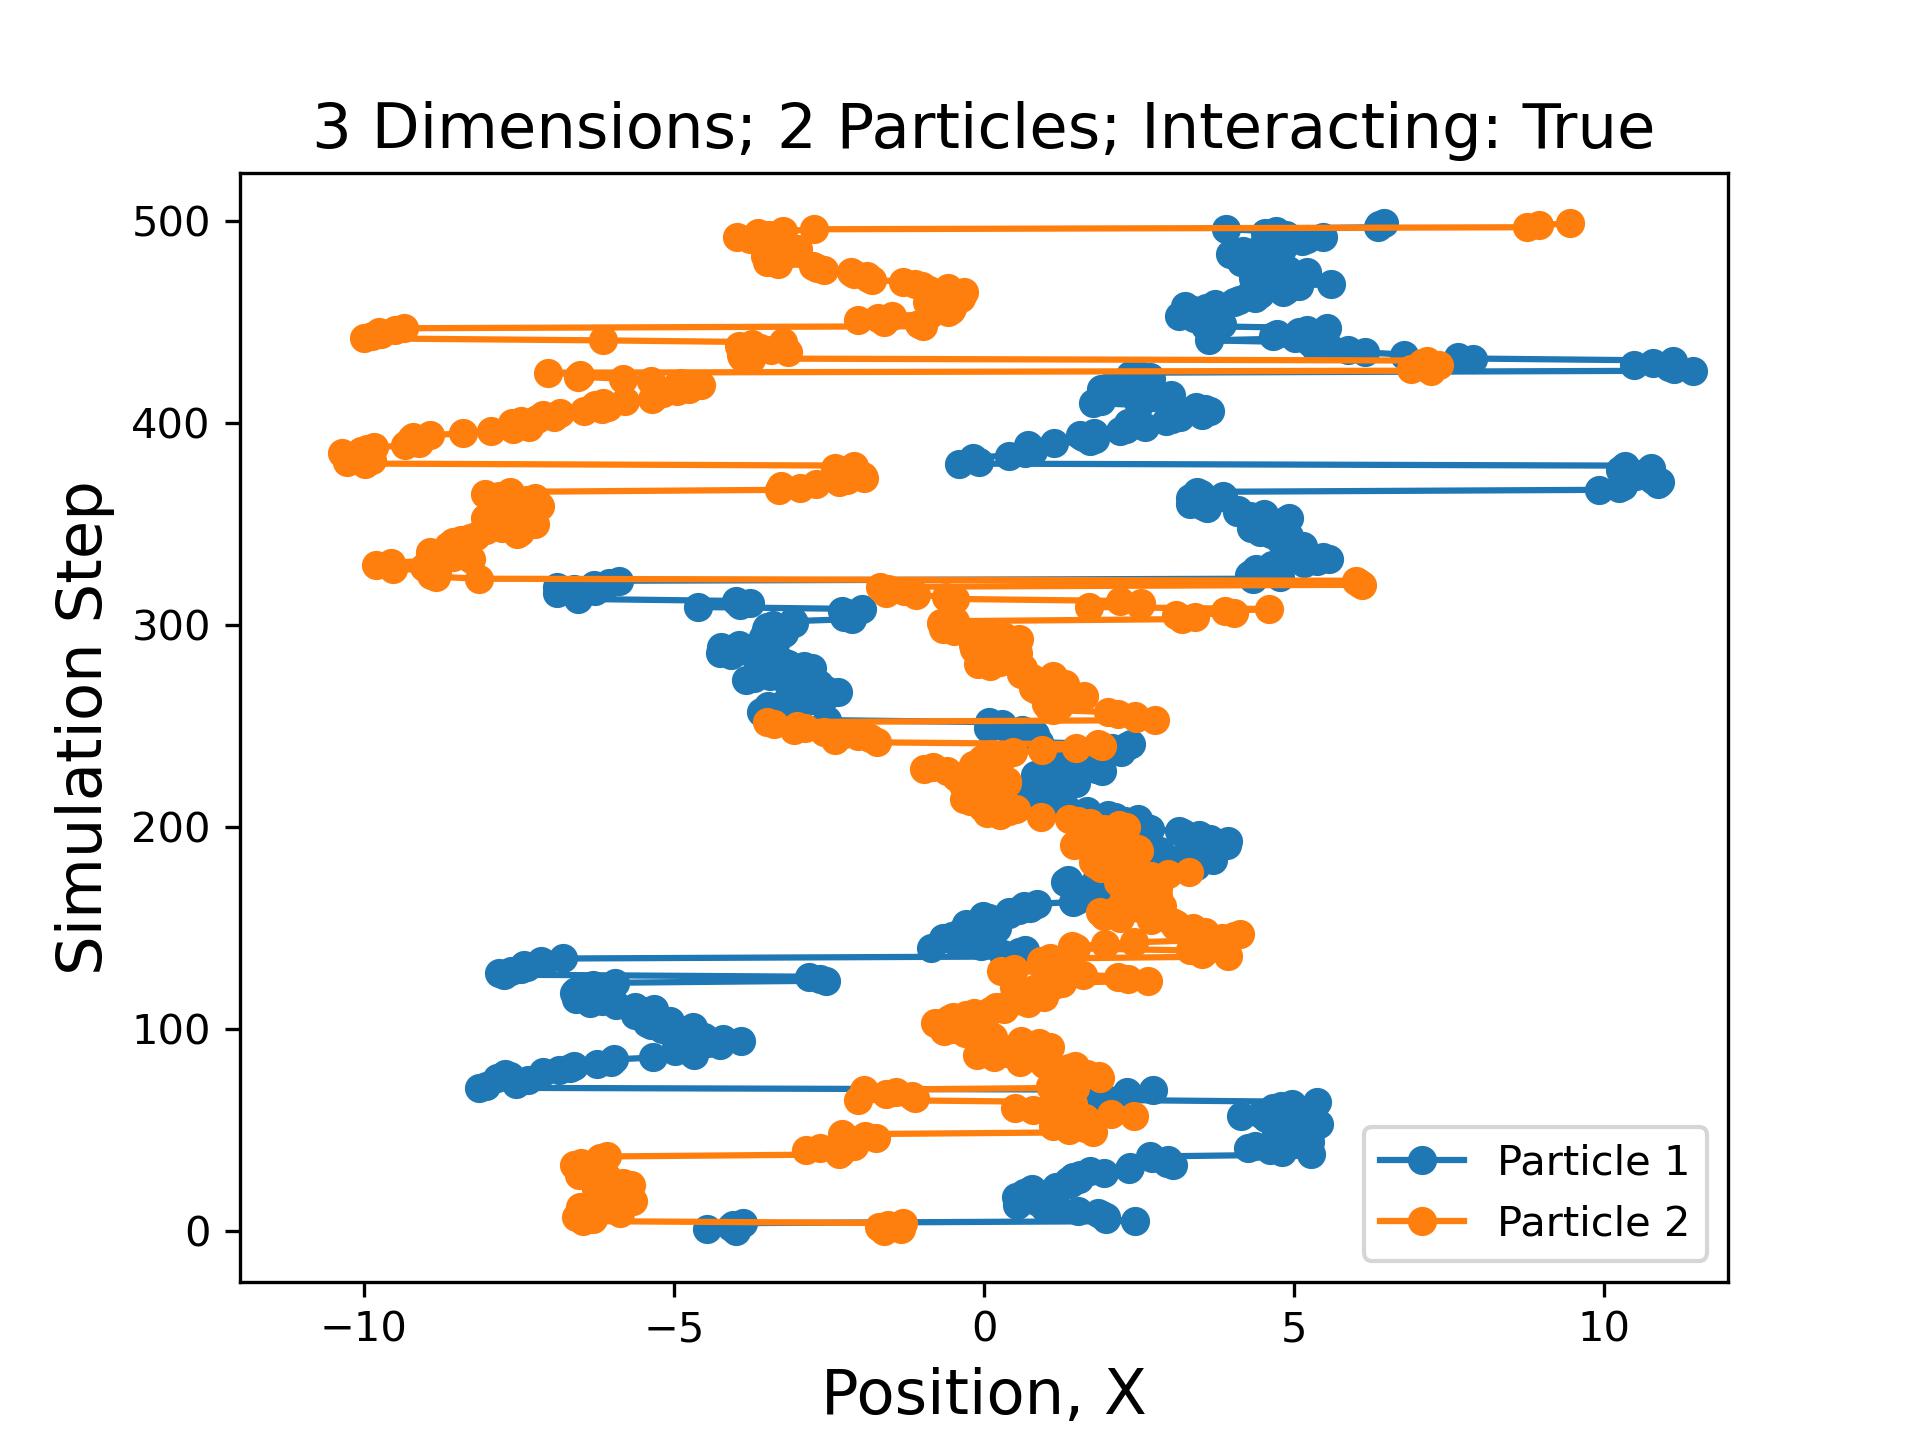 3 Dimensions; 2 Particles; Interacting: True
Simulation Step
500
400
300
200
100
0
−10
−5
0
5
10
Position, X
Particle 1
Particle 2